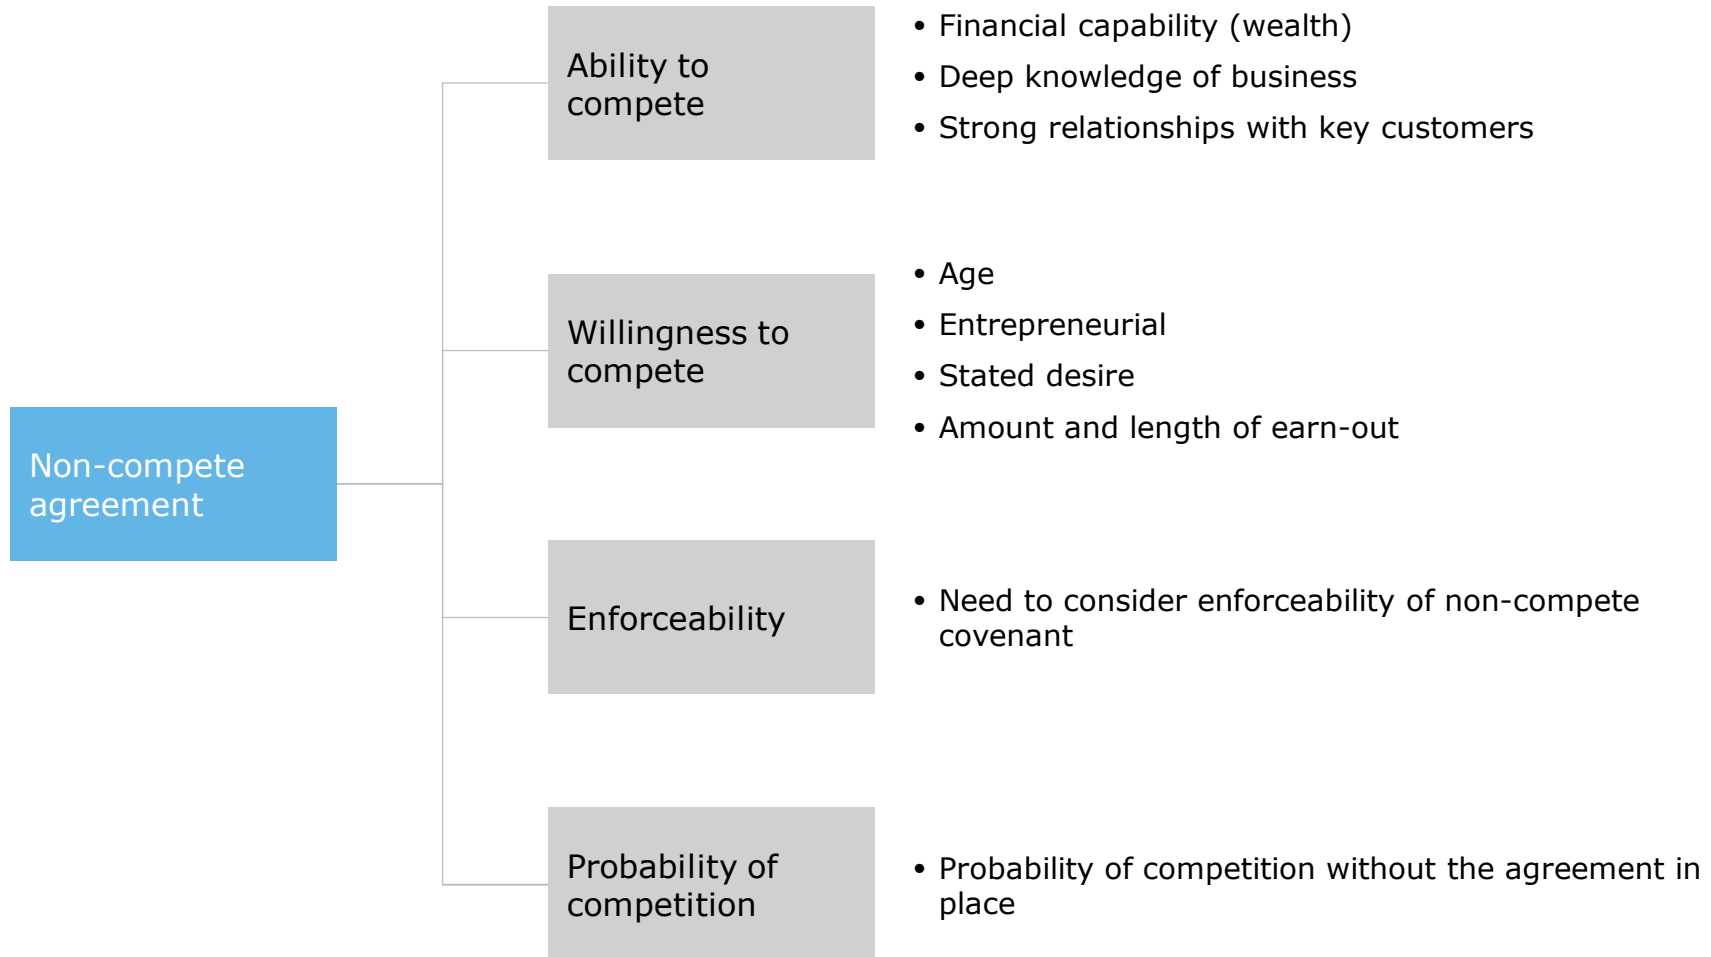 Non-compete
agreement
Ability to
compete
• Financial capability (wealth)
• Deep knowledge of business
• Strong relationships with key customers
Willingness to
compete
• Age
• Entrepreneurial
• Stated desire
• Amount and length of earn-out
Enforceability
• Need to consider enforceability of non-compete
covenant
Probability of
competition
• Probability of competition without the agreement in
place